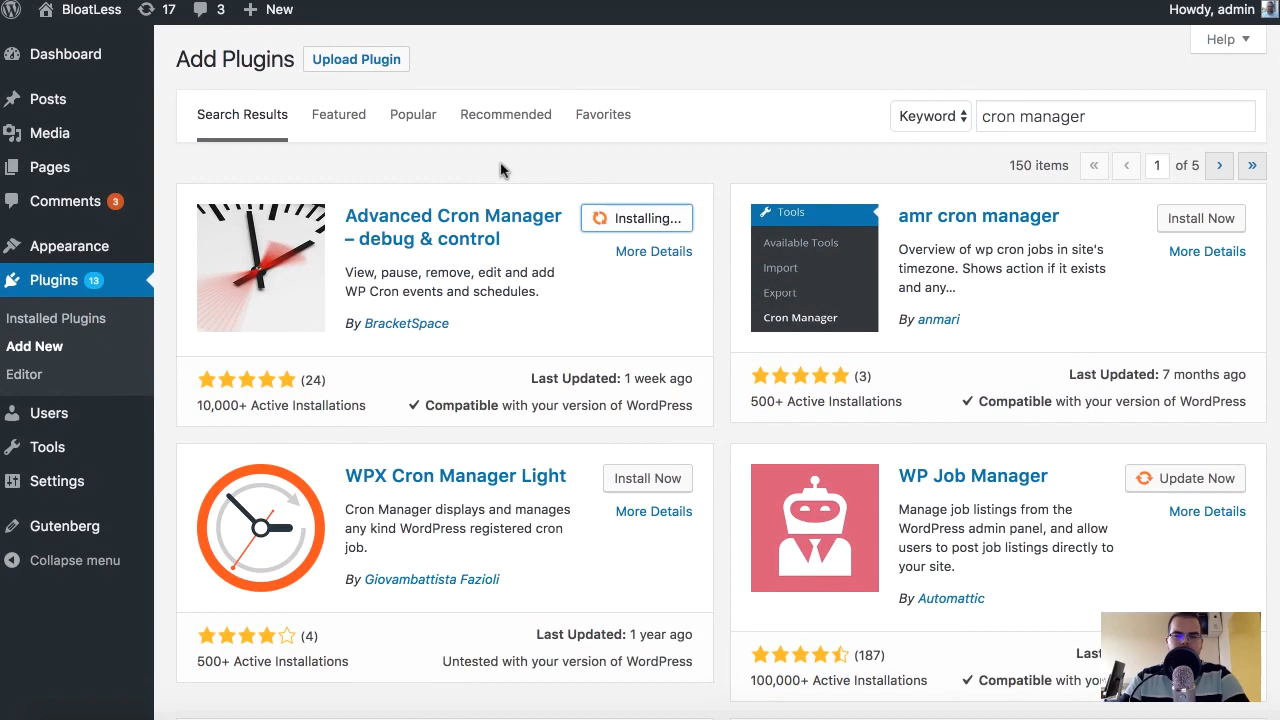 BloatLess 17 3 New Howdy, admin
Dashboard
Posts
Media
Pages
Comments 3
Appearance
Plugins 13
Installed Plugins
Add New
Editor
Users
Tools
Settings
Gutenberg
Collapse menu
Add Plugins Upload Plugin Help
Search Results Featured Popular Recommended Favorites Keyword cron manager
150 items « ‹ 1 of 5 › »
Advanced Cron Manager
– debug & control
Installing...
More Details
View, pause, remove, edit and add
WP Cron events and schedules.
By BracketSpace
(24) Last Updated: 1 week ago
10,000+ Active Installations ✓ Compatible with your version of WordPress
Tools
Available Tools
Import
Export
Cron Manager
amr cron manager
Install Now
More Details
Overview of wp cron jobs in site's
timezone. Shows action if it exists
and any...
By anmari
(3) Last Updated: 7 months ago
500+ Active Installations ✓ Compatible with your version of WordPress
WPX Cron Manager Light
Install Now
More Details
Cron Manager displays and manages
any kind WordPress registered cron
job.
By Giovambattista Fazioli
(4) Last Updated: 1 year ago
500+ Active Installations Untested with your version of WordPress
WP Job Manager
Update Now
More Details
Manage job listings from the
WordPress admin panel, and allow
users to post job listings directly to
your site.
By Automattic
(187) Las
100,000+ Active Installations ✓ Compatible with yo